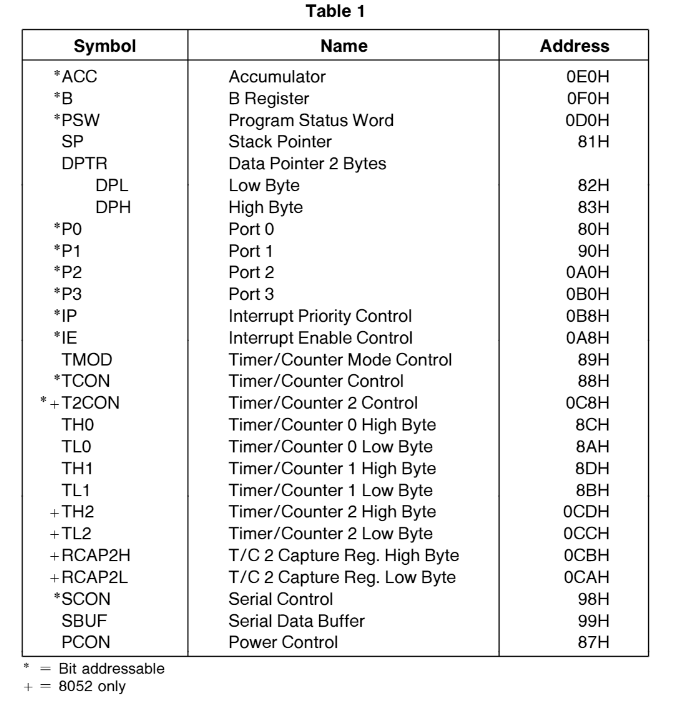 Table 1
Symbol Name Address
*ACC Accumulator 0E0H
*B B Register 0F0H
*PSW Program Status Word 0D0H
SP Stack Pointer 81H
DPTR Data Pointer 2 Bytes
DPL Low Byte 82H
DPH High Byte 83H
*P0 Port 0 80H
*P1 Port 1 90H
*P2 Port 2 0A0H
*P3 Port 3 0B0H
*IP Interrupt Priority Control 0B8H
*IE Interrupt Enable Control 0A8H
TMOD Timer/Counter Mode Control 89H
*TCON Timer/Counter Control 88H
*+T2CON Timer/Counter 2 Control 0C8H
TH0 Timer/Counter 0 High Byte 8CH
TL0 Timer/Counter 0 Low Byte 8AH
TH1 Timer/Counter 1 High Byte 8DH
TL1 Timer/Counter 1 Low Byte 8BH
+TH2 Timer/Counter 2 High Byte 0CDH
+TL2 Timer/Counter 2 Low Byte 0CCH
+RCAP2H T/C 2 Capture Reg. High Byte 0CBH
+RCAP2L T/C 2 Capture Reg. Low Byte 0CAH
*SCON Serial Control 98H
SBUF Serial Data Buffer 99H
PCON Power Control 87H
* = Bit addressable
+ = 8052 only